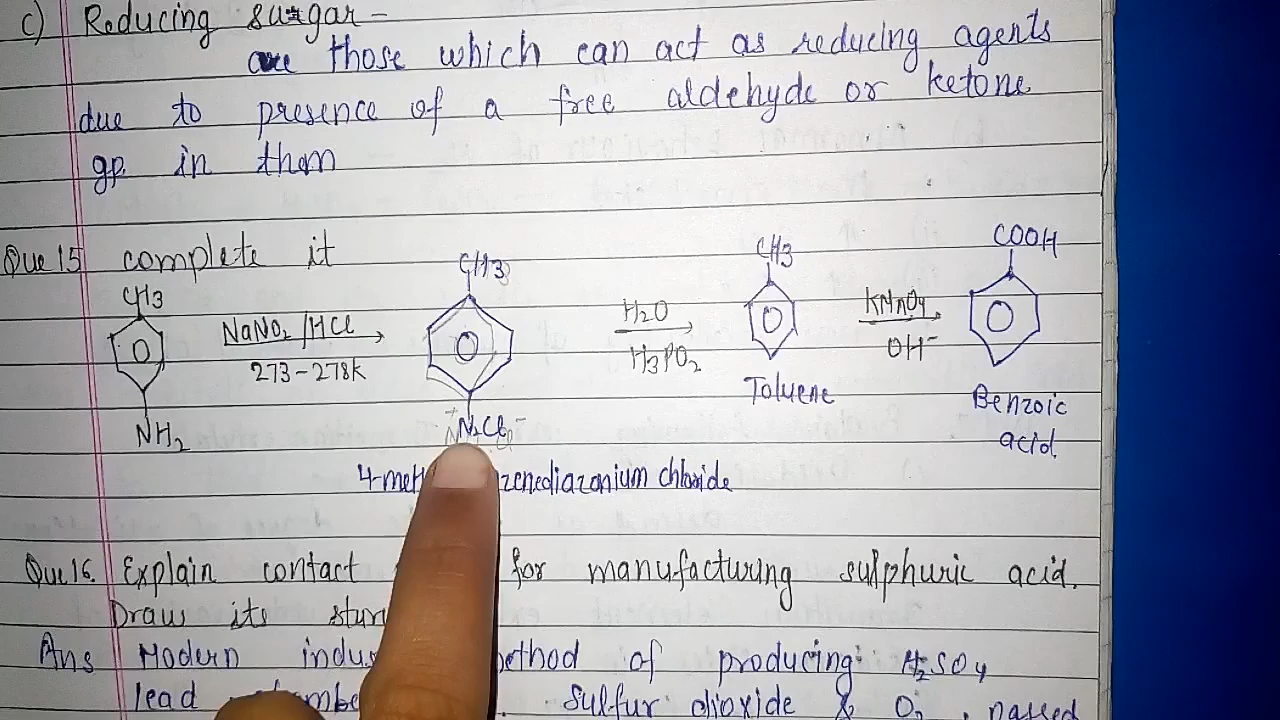 c) Reducing sugar –
are those which can act as reducing agents
due to presence of a free aldehyde or ketone
gp. in them
Que 15 complete it
CH3
NH2
NaNO2/HCl
273-278K
CH3
N2Cl-
4-meth zenediazonium chloride
H2O
H3PO2
CH3
Toluene
KMnO4
OH-
COOH
Benzoic
acid.
Que 16. Explain contact for manufacturing sulphuric acid.
Draw its
Ans Modern of producing H2SO4
lead sulfur dioxide & O2, passed